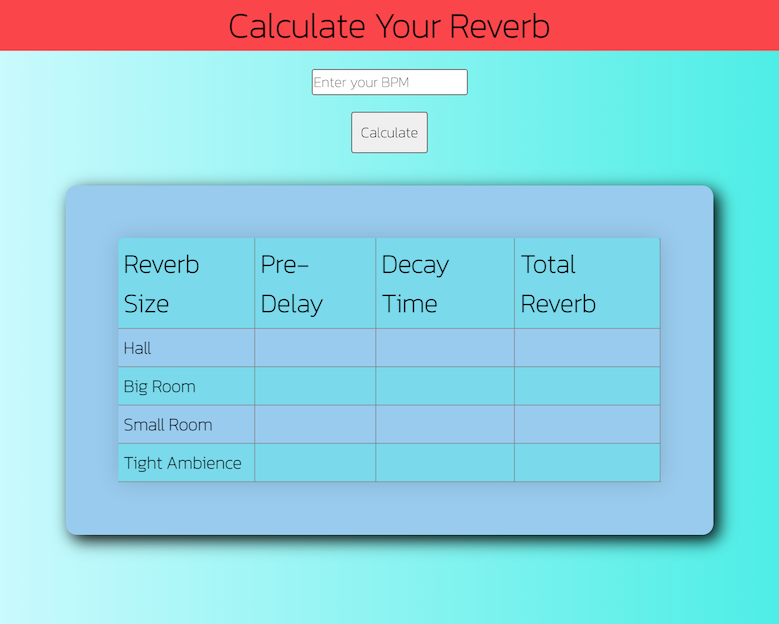 Calculate Your Reverb
Enter your BPM
Calculate
Reverb Pre- Decay Total
Size Delay Time Reverb
Hall
Big Room
Small Room
Tight Ambience